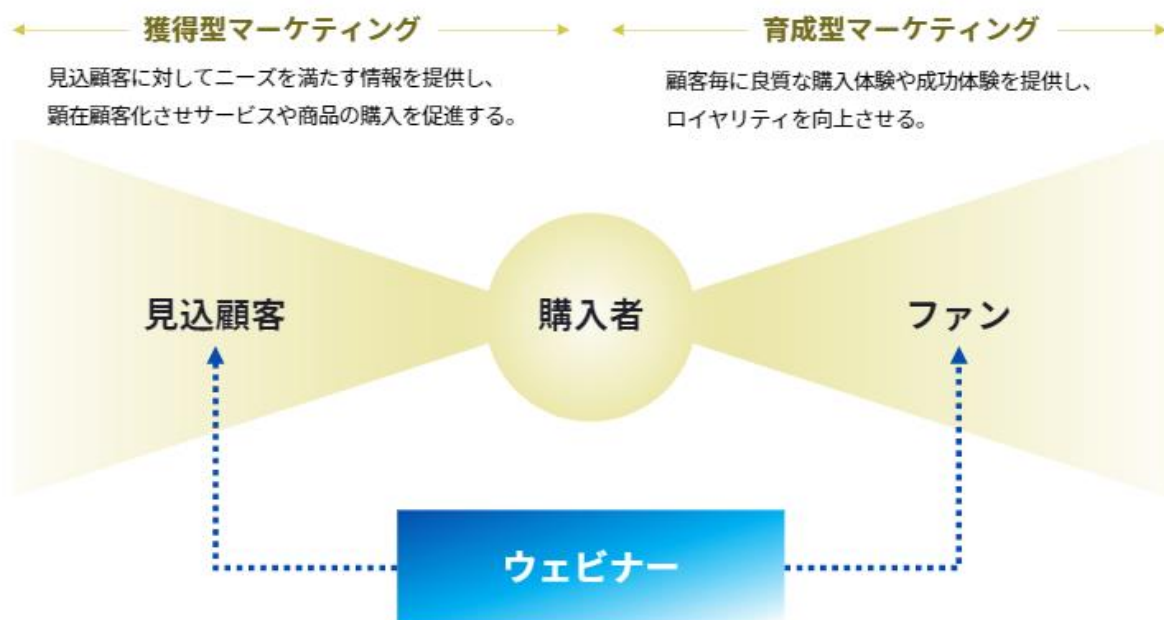 獲得型マーケティング
見込顧客に対してニーズを満たす情報を提供し、
顕在顧客化させサービスや商品の購入を促進する。
育成型マーケティング
顧客毎に良質な購入体験や成功体験を提供し、
ロイヤリティを向上させる。
見込顧客
購入者
ファン
ウェビナー